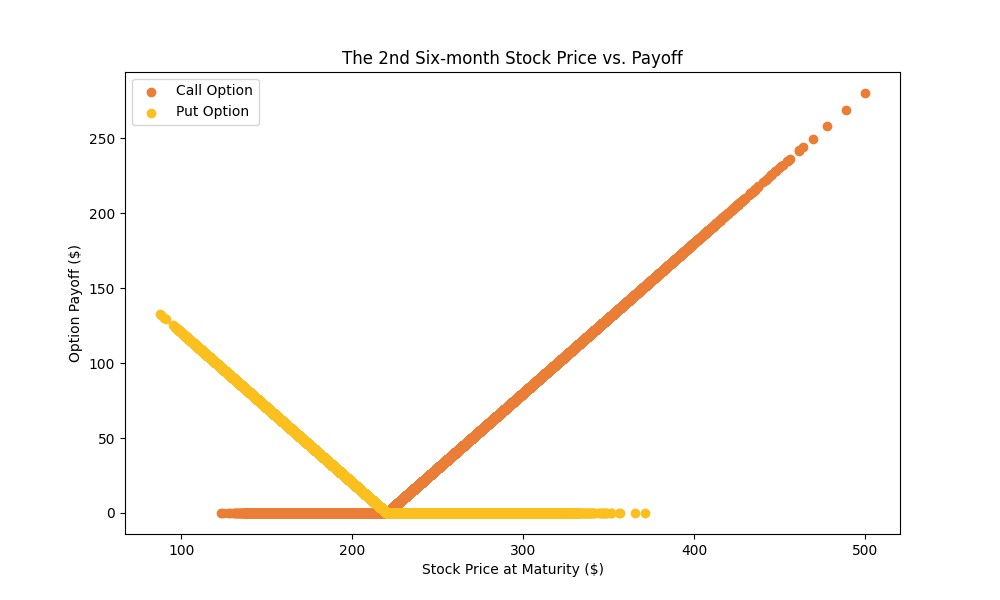 The 2nd Six-month Stock Price vs. Payoff
Call Option
Put Option
Option Payoff ($)
250
200
150
100
50
0
100
200
300
400
500
Stock Price at Maturity ($)